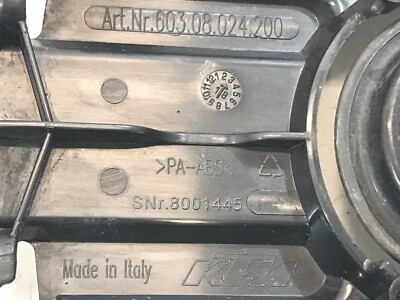 Art.Nr.603.08.024.200
>PA-ABS<
SNr.8001445
Made in Italy
KTM